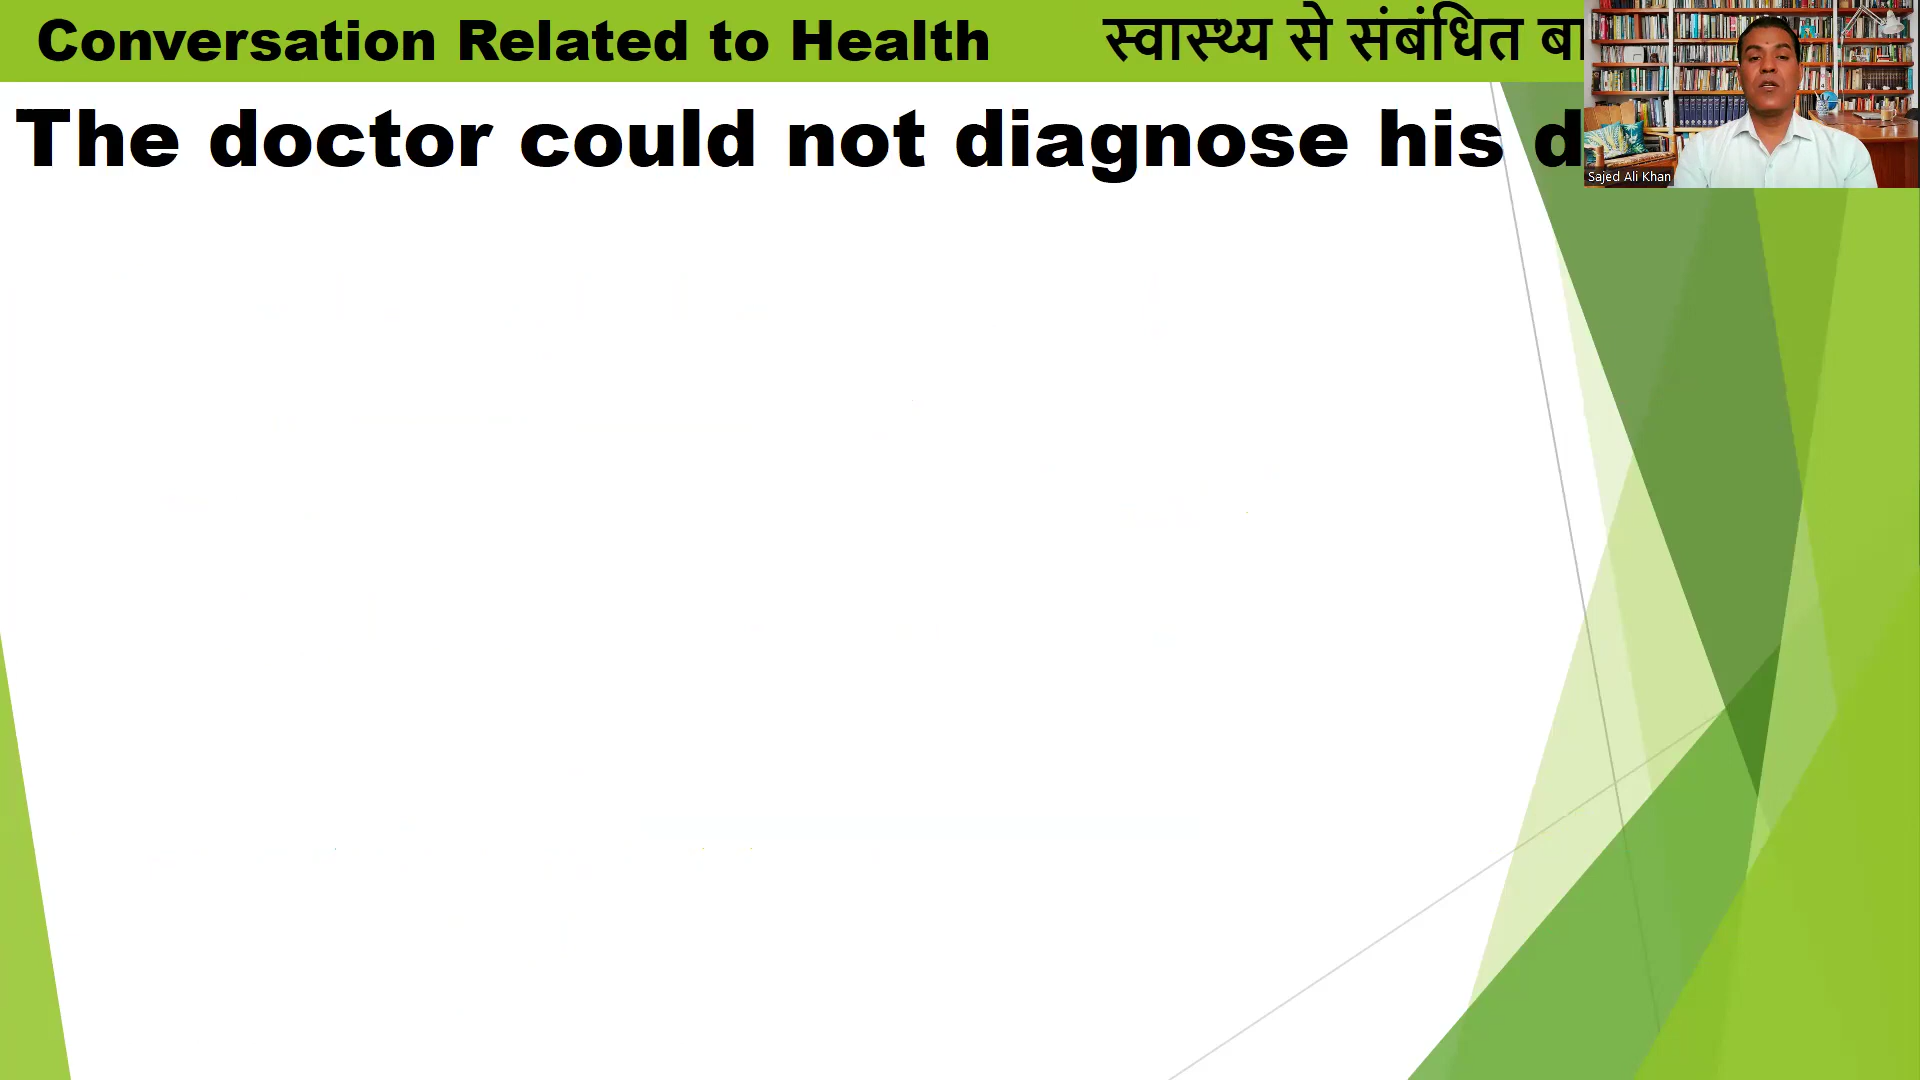 Conversation Related to Health स्वास्थ्य से संबंधित
The doctor could not diagnose his
Sajed Ali Khan